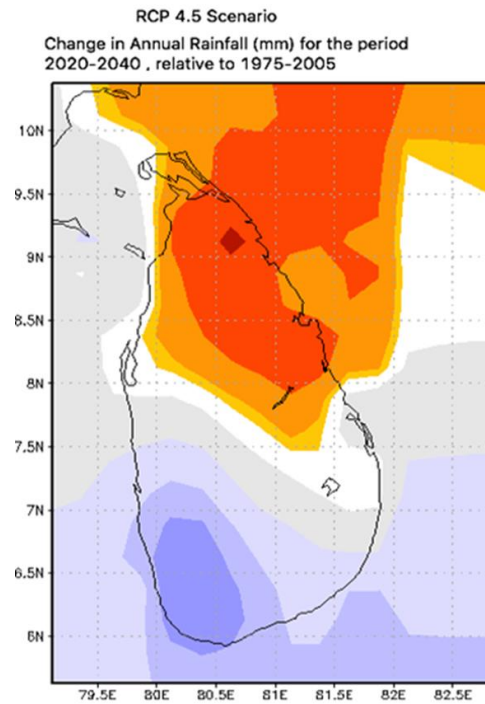 RCP 4.5 Scenario
Change in Annual Rainfall (mm) for the period
2020-2040 , relative to 1975-2005
10N
9.5N
9N
8.5N
8N
7.5N
7N
6.5N
6N
79.5E 80E 80.5E 81E 81.5E 82E 82.5E